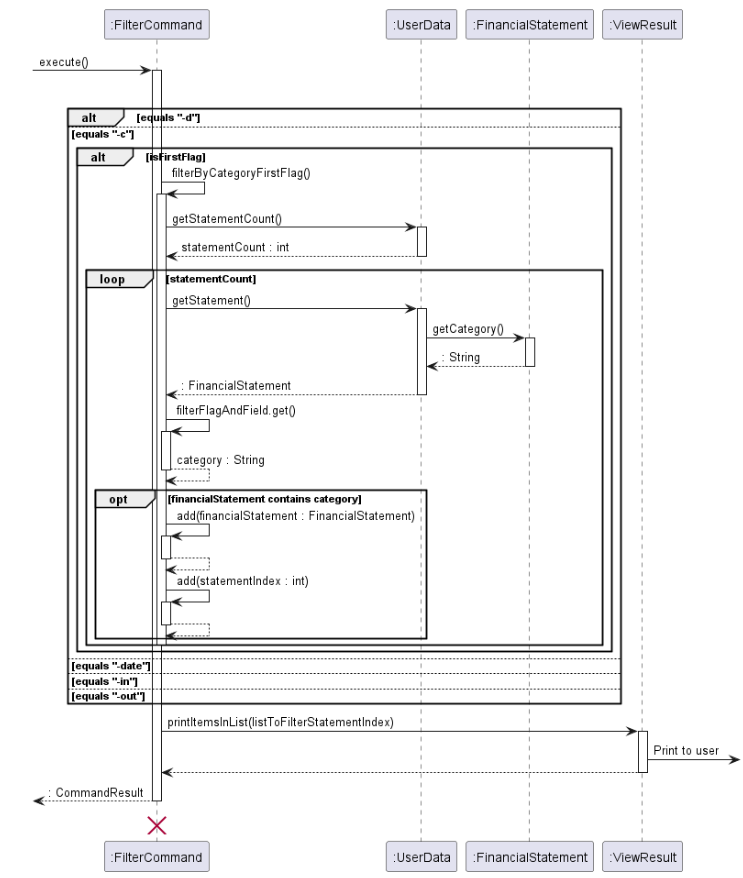 :FilterCommand :UserData :FinancialStatement :ViewResult
execute()
alt [equals "-d"]
[equals "-c"]
alt [isFirstFlag]
filterByCategoryFirstFlag()
getStatementCount()
statementCount : int
loop [statementCount]
getStatement()
getCategory()
: String
: FinancialStatement
filterFlagAndField.get()
category : String
opt [financialStatement contains category]
add(financialStatement : FinancialStatement)
add(statementIndex : int)
[equals "-date"]
[equals "-in"]
[equals "-out"]
printItemsInList(listToFilterStatementIndex)
Print to user
: CommandResult
:FilterCommand :UserData :FinancialStatement :ViewResult